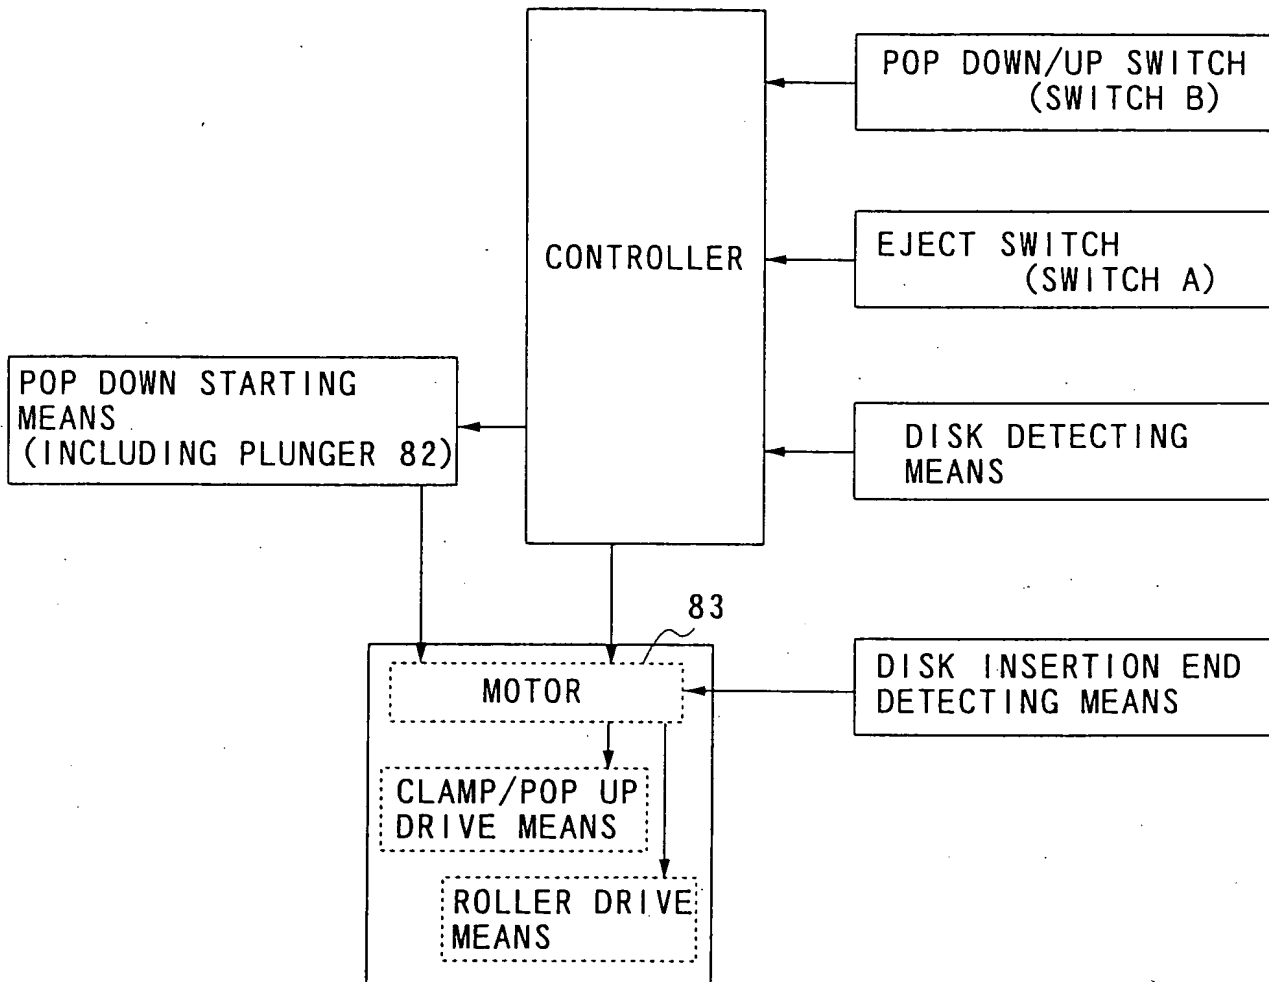 POP DOWN/UP SWITCH
(SWITCH B)
CONTROLLER
EJECT SWITCH
(SWITCH A)
POP DOWN STARTING
MEANS
(INCLUDING PLUNGER 82)
DISK DETECTING
MEANS
83
MOTOR
DISK INSERTION END
DETECTING MEANS
CLAMP/POP UP
DRIVE MEANS
ROLLER DRIVE
MEANS